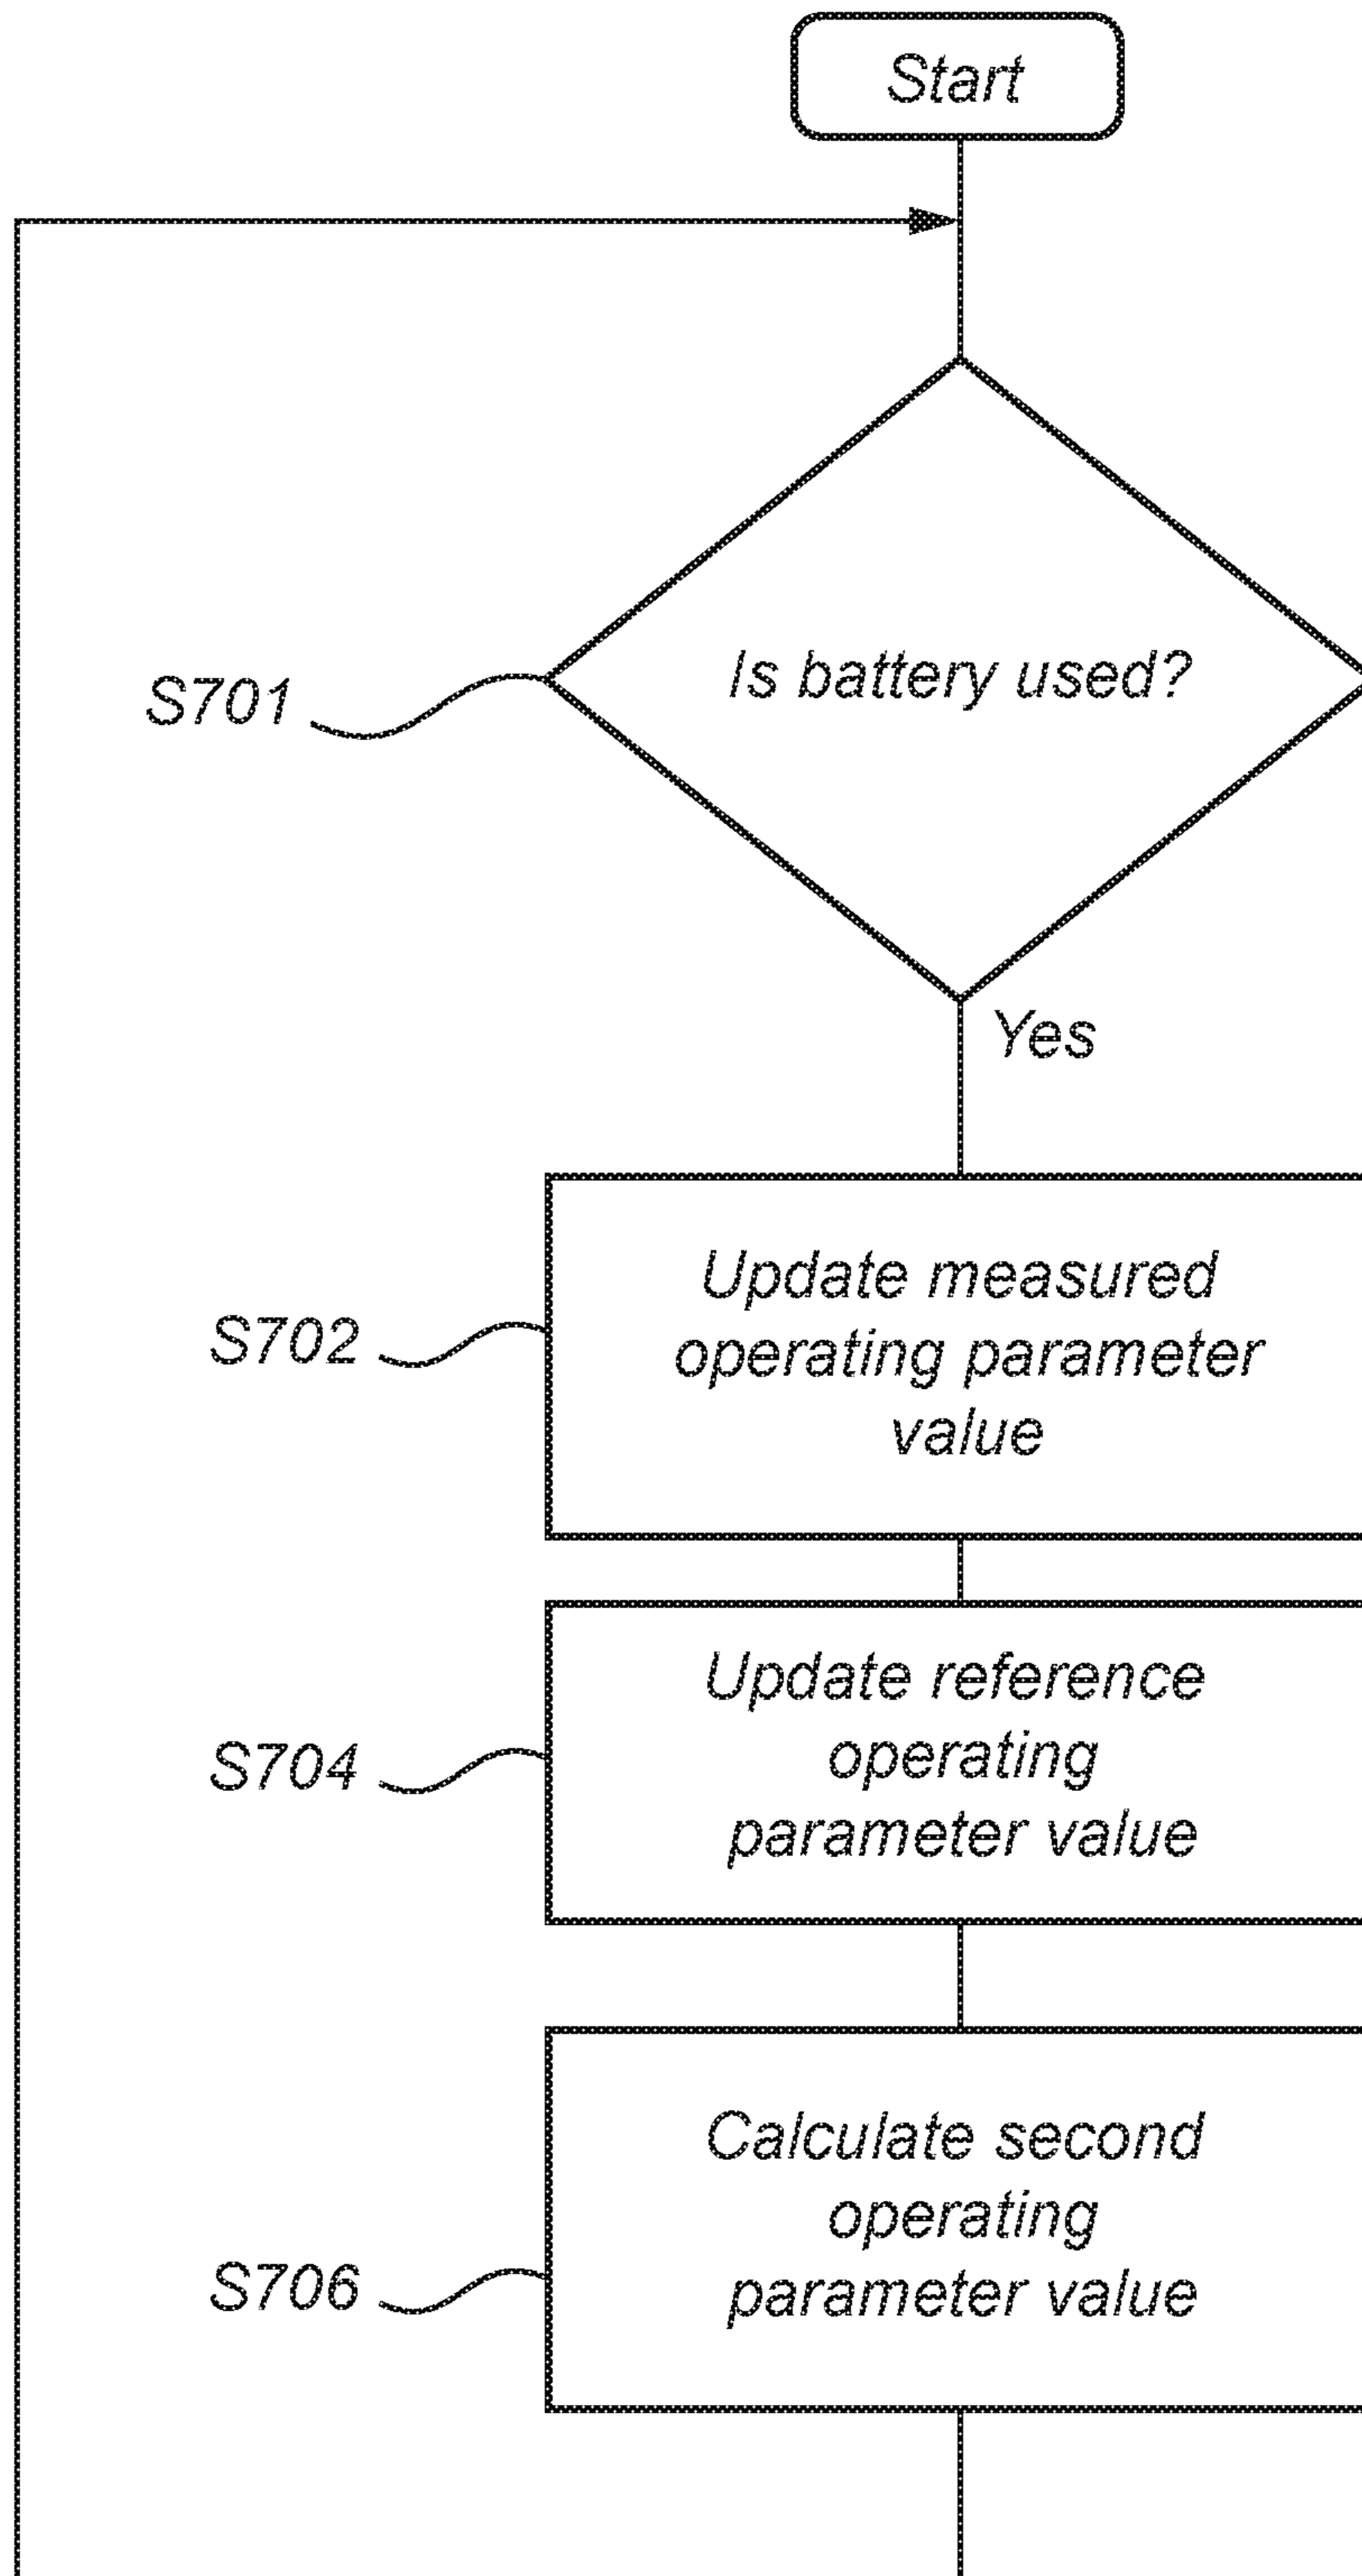 Start
Is battery used?
S701
Yes
Update measured
operating parameter
value
S702
Update reference
operating
parameter value
S704
Calculate second
operating
parameter value
S706